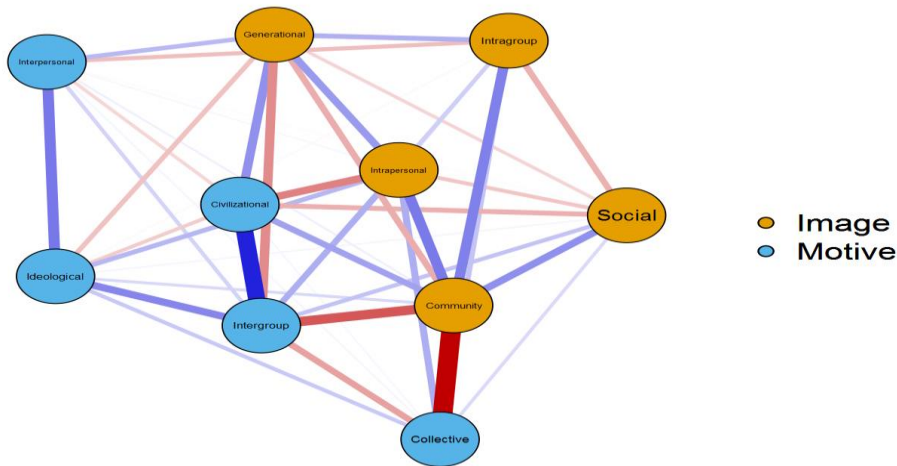 Generational
Intragroup
Interpersonal
Intrapersonal
Civilizational
Social
Image
Motive
Ideological
Community
Intergroup
Collective